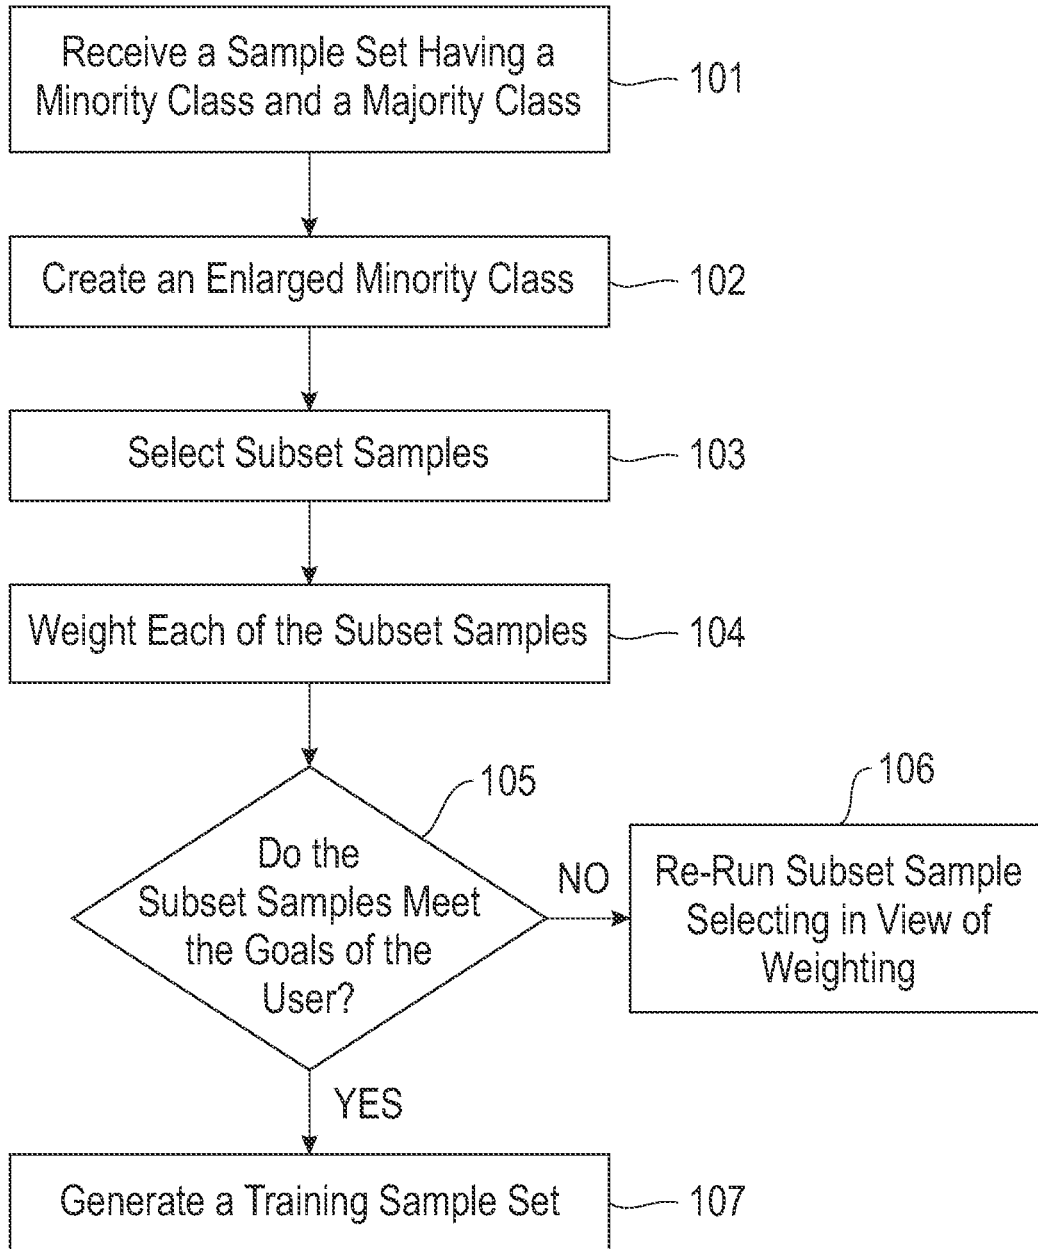 Receive a Sample Set Having a
Minority Class and a Majority Class
101
Create an Enlarged Minority Class
102
Select Subset Samples
103
Weight Each of the Subset Samples
104
105
Do the
Subset Samples Meet
the Goals of the
User?
NO
106
Re-Run Subset Sample
Selecting in View of
Weighting
YES
Generate a Training Sample Set
107